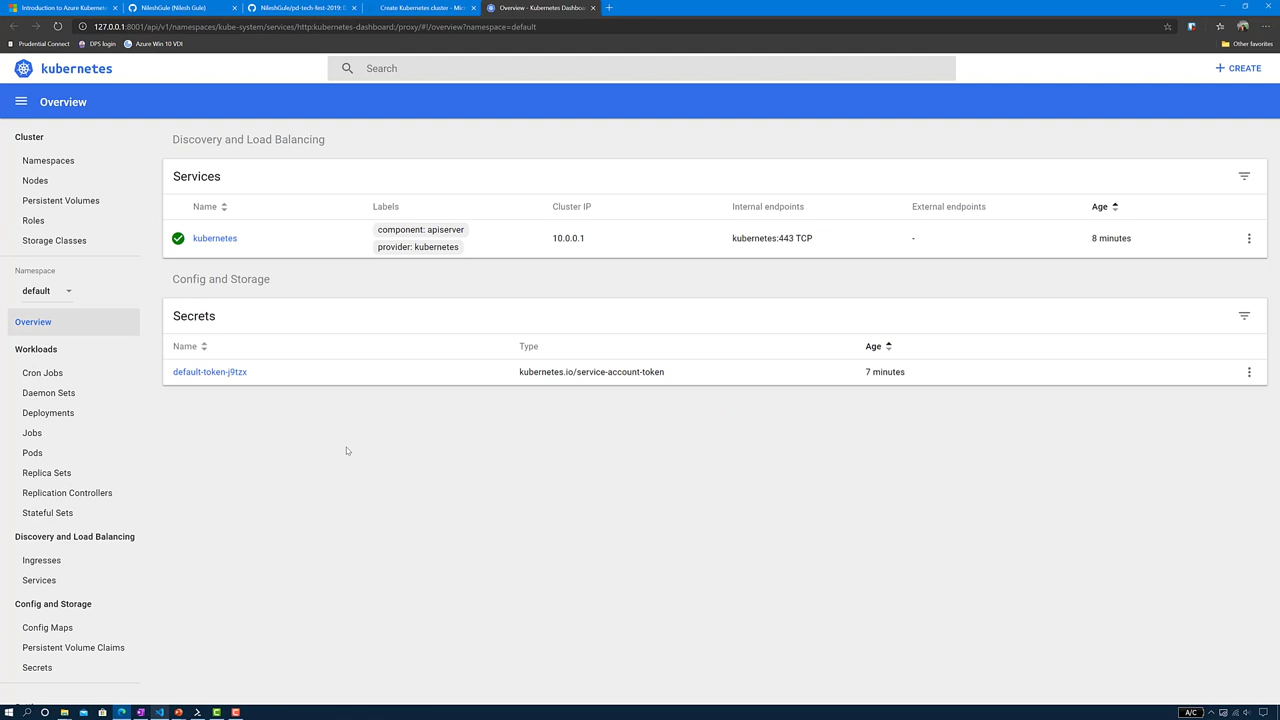 Introduction to Azure Kubernete
NileshGule (Nilesh Gule)
NileshGule/pd-tech-fest-2019: D
Create Kubernetes cluster - Micr
Overview - Kubernetes Dashboa
127.0.0.1:8001/api/v1/namespaces/kube-system/services/http:kubernetes-dashboard:/proxy/#!/overview?namespace=default
Prudential Connect
DPS login
Azure Win 10 VDI
Other favorites
kubernetes
Search
+ CREATE
Overview
Cluster
Namespaces
Nodes
Persistent Volumes
Roles
Storage Classes
Namespace
default
Overview
Workloads
Cron Jobs
Daemon Sets
Deployments
Jobs
Pods
Replica Sets
Replication Controllers
Stateful Sets
Discovery and Load Balancing
Ingresses
Services
Config and Storage
Config Maps
Persistent Volume Claims
Secrets
Discovery and Load Balancing
Services
Name Labels Cluster IP Internal endpoints External endpoints Age
kubernetes component: apiserver provider: kubernetes 10.0.0.1 kubernetes:443 TCP - 8 minutes
Config and Storage
Secrets
Name Type Age
default-token-j9tzx kubernetes.io/service-account-token 7 minutes
A/C